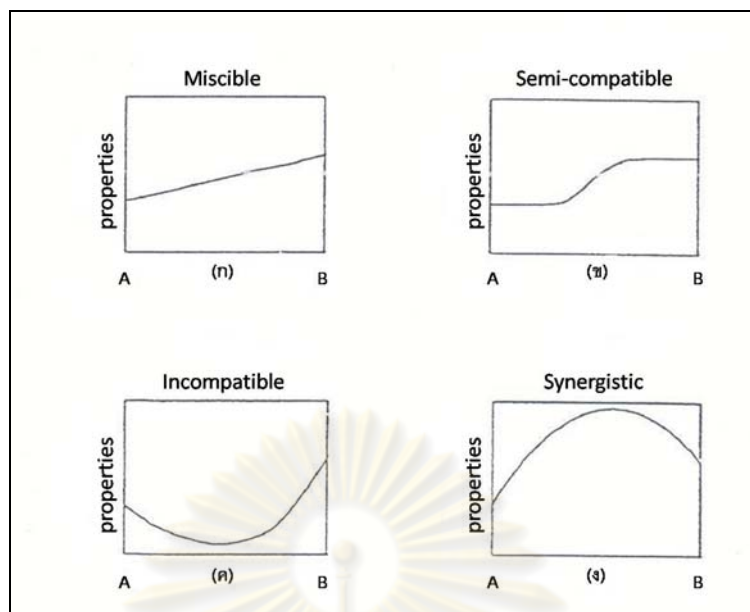 Miscible
properties
A
(ก)
B
Semi-compatible
properties
A
(ข)
B
Incompatible
properties
A
(ค)
B
Synergistic
properties
A
(ง)
B